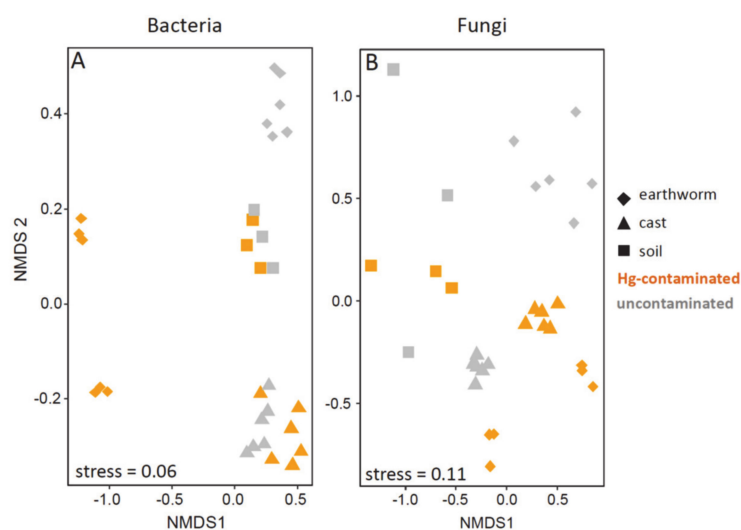 Bacteria
Fungi
A
B
0.4
0.2
0.0
-0.2
NMDS 2
1.0
0.5
0.0
-0.5
stress = 0.06
stress = 0.11
-1.0
-0.5
0.0
0.5
-1.0
-0.5
0.0
0.5
NMDS1
NMDS1
earthworm
cast
soil
Hg-contaminated
uncontaminated